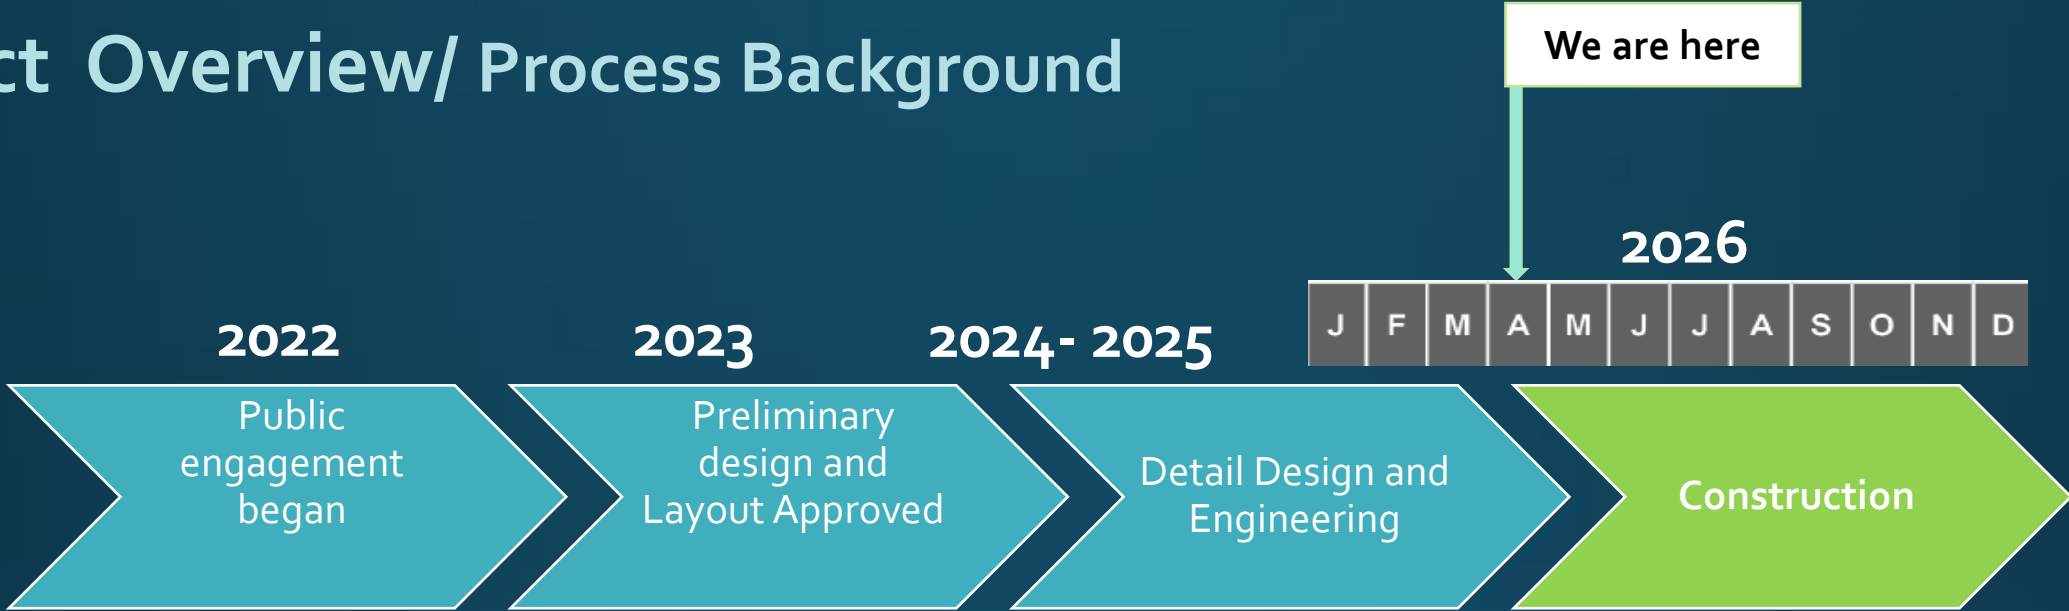 ct Overview/ Process Background
We are here
2026
J F M A M J J A S O N D
2022
2023
2024- 2025
Public
engagement
began
Preliminary
design and
Layout Approved
Detail Design and
Engineering
Construction